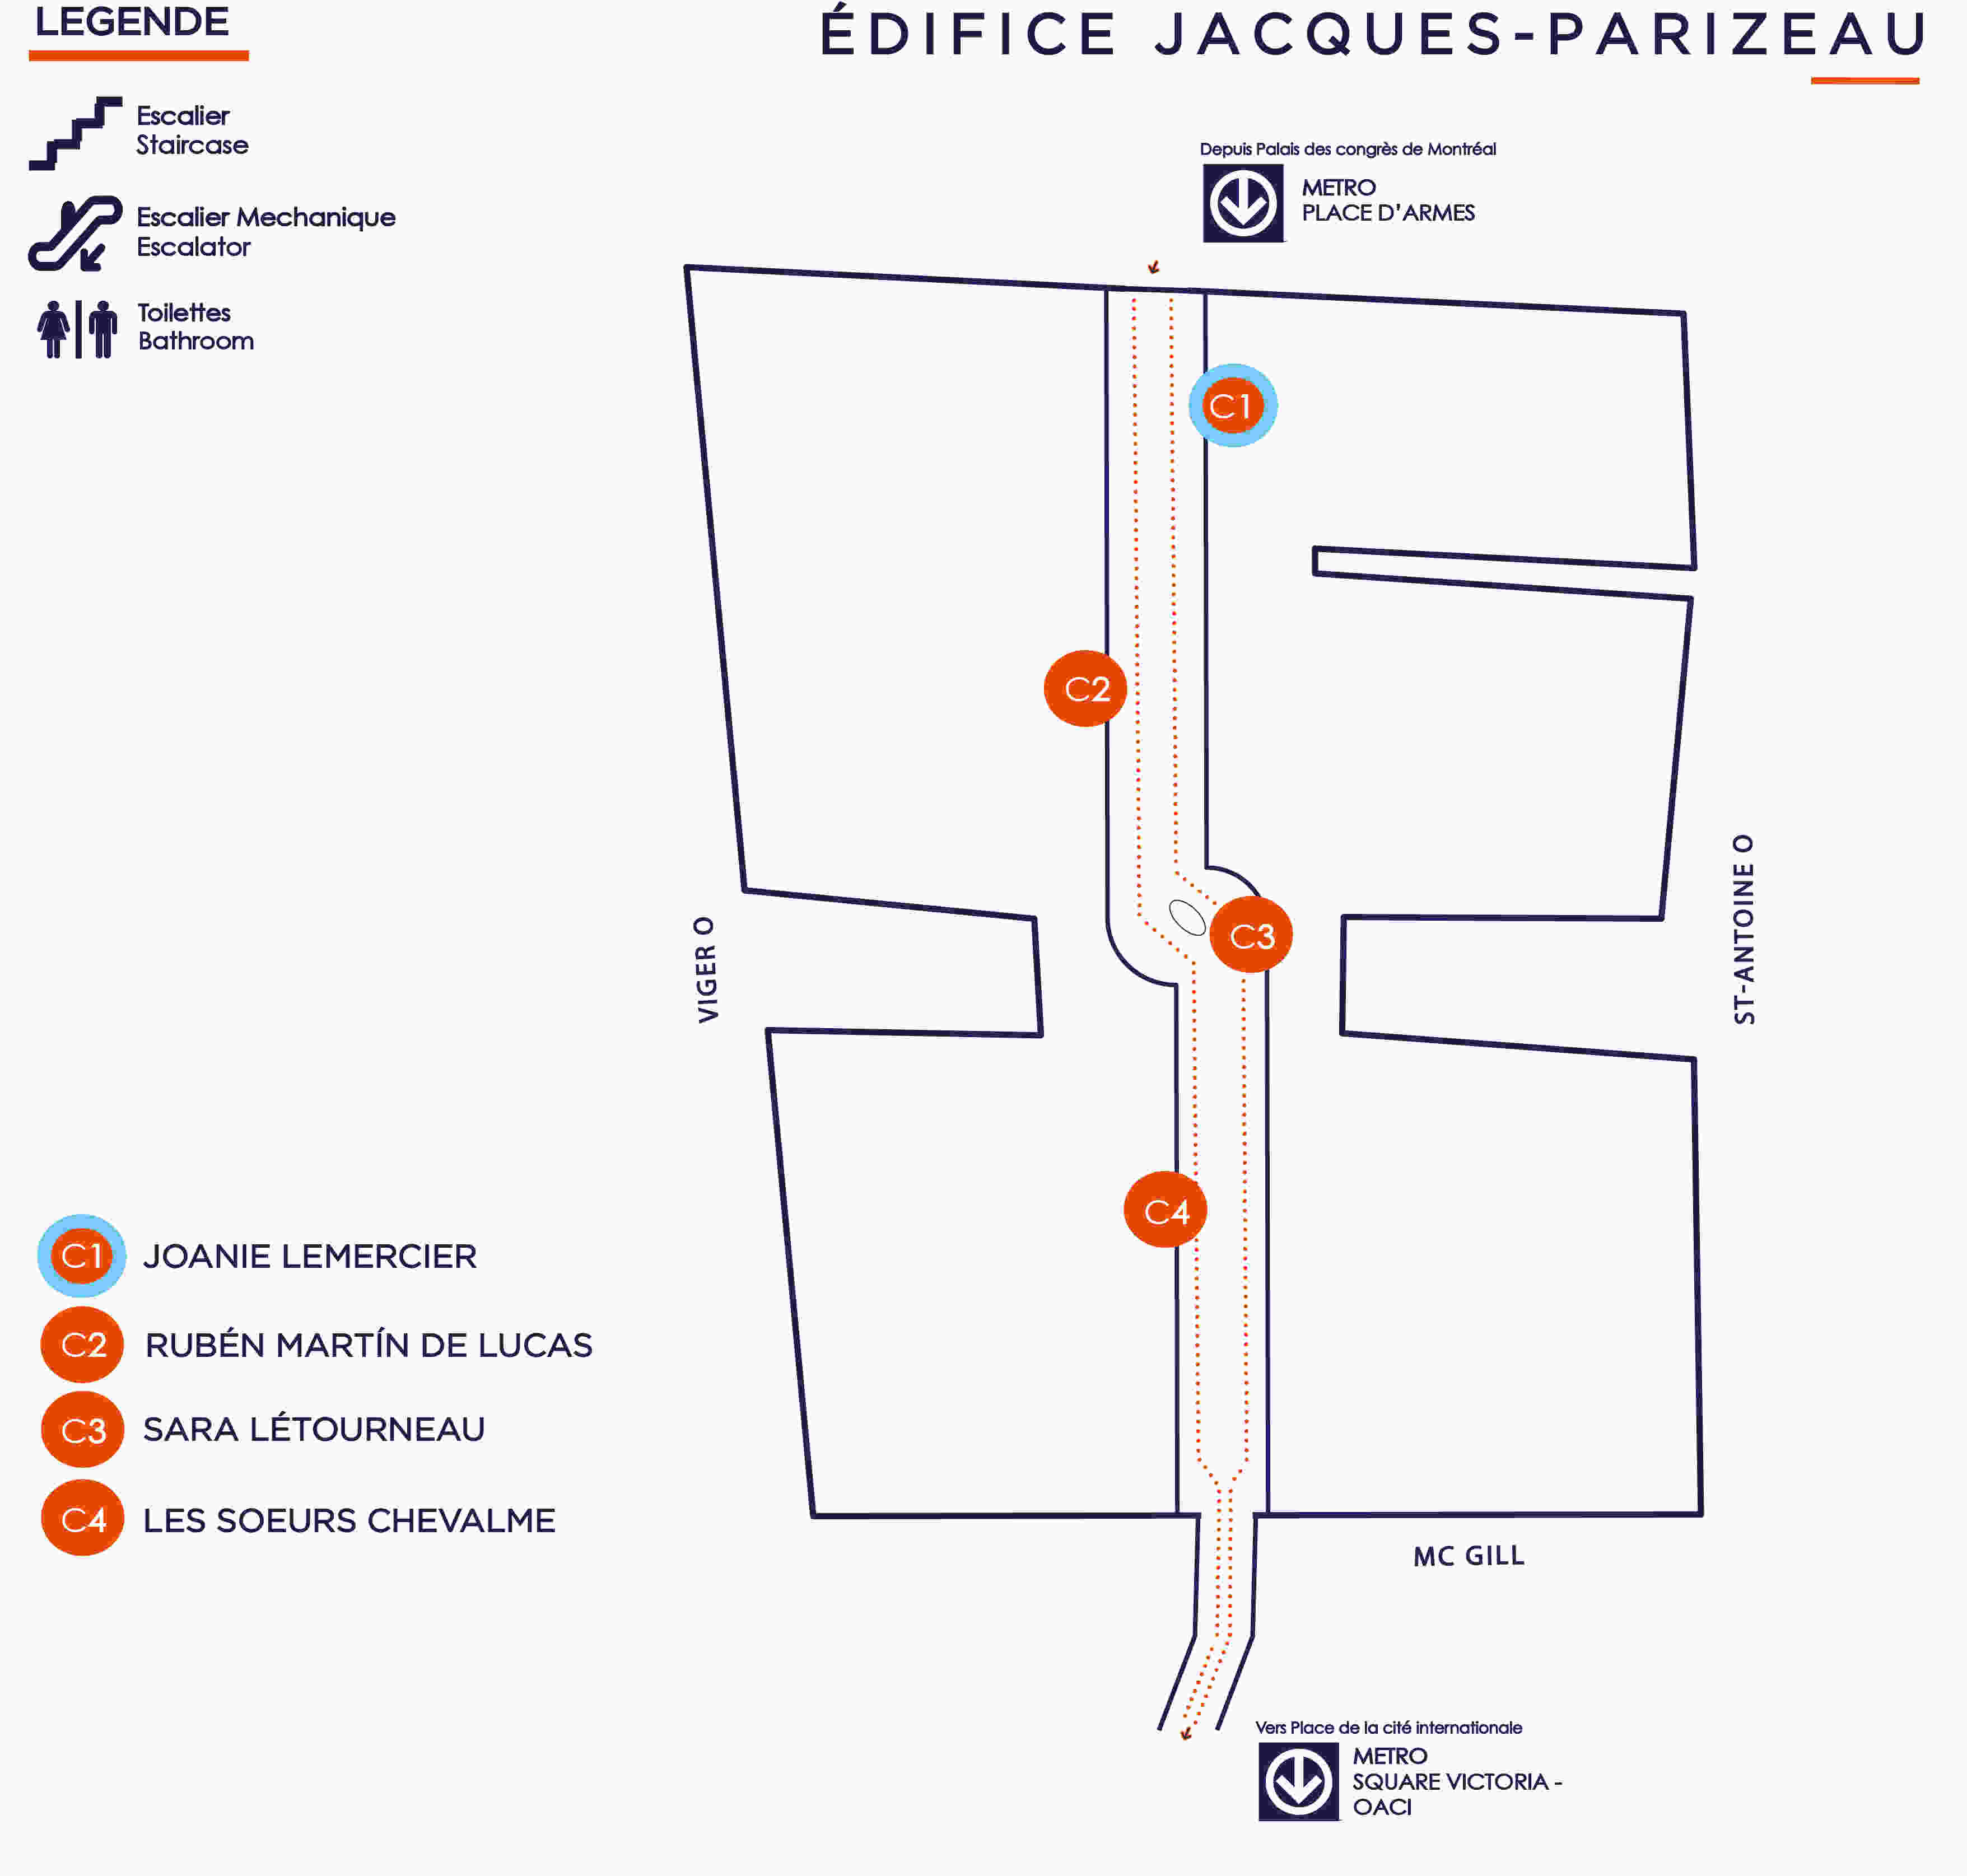 LEGENDE
ÉDIFICE JACQUES-PARIZEAU
Escalier
Staircase
Escalier Mechanique
Escalator
Toilettes
Bathroom
Depuis Palais des congrès de Montréal
METRO
PLACE D'ARMES
C1
C2
C3
C4
VIGER O
ST-ANTOINE O
MC GILL
C1 JOANIE LEMERCIER
C2 RUBÉN MARTÍN DE LUCAS
C3 SARA LÉTOURNEAU
C4 LES SOEURS CHEVALME
Vers Place de la cité internationale
METRO
SQUARE VICTORIA -
OACI